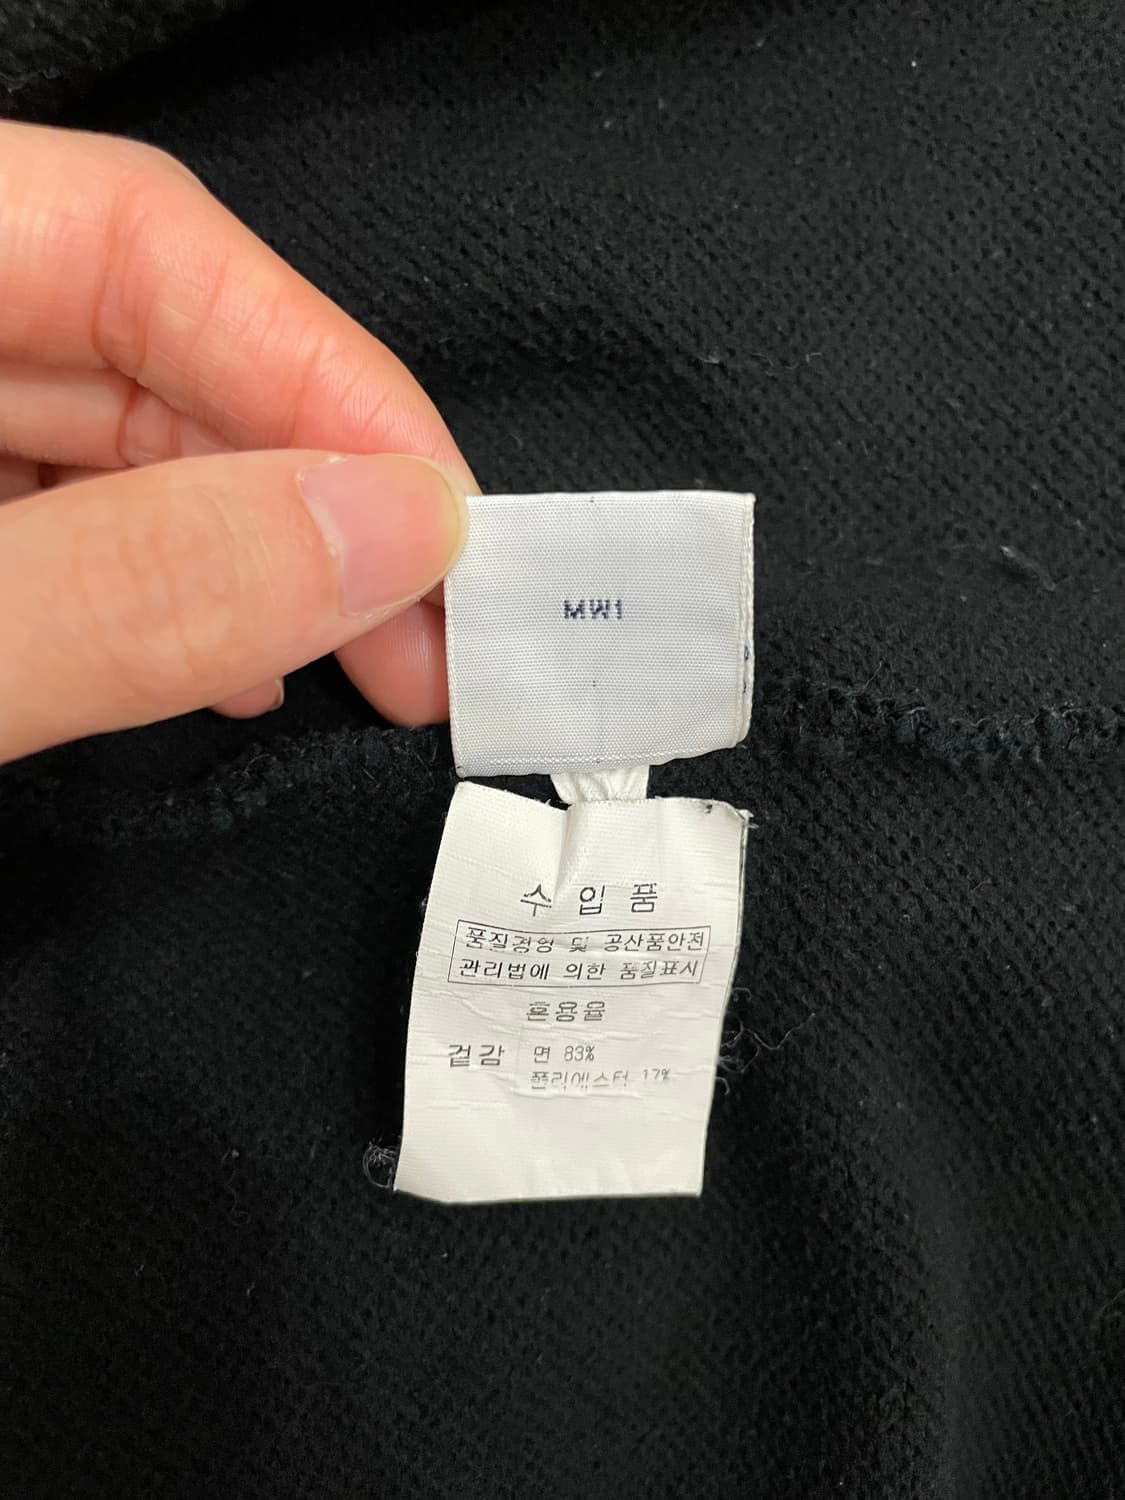 MW1
수 입 품
품질경영 및 공산품안전
관리법에 의한 품질표시
혼용율
겉감 면 83%
폴리에스터 17%